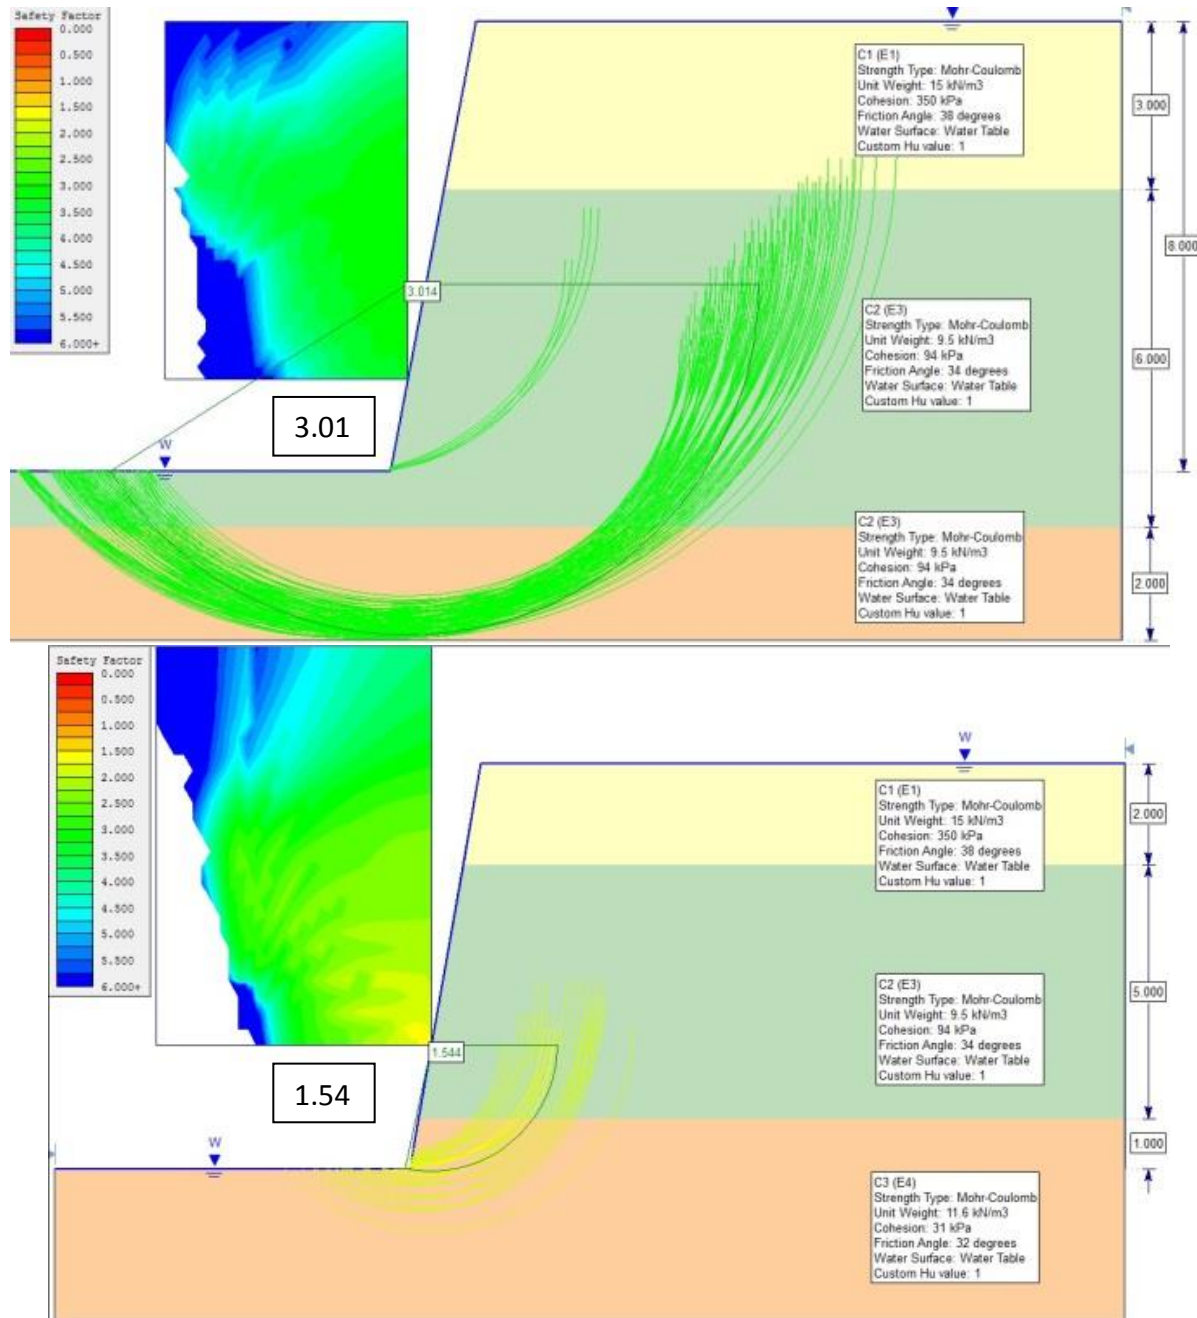 Safety Factor
0.000
0.500
1.000
1.500
2.000
2.500
3.000
3.500
4.000
4.500
5.000
5.500
6.000+
C1 (E1)
Strength Type: Mohr-Coulomb
Unit Weight: 15 kN/m3
Cohesion: 350 kPa
Friction Angle: 38 degrees
Water Surface: Water Table
Custom Hu value: 1
3.000
8.000
3.014
C2 (E3)
Strength Type: Mohr-Coulomb
Unit Weight: 9.5 kN/m3
Cohesion: 94 kPa
Friction Angle: 34 degrees
Water Surface: Water Table
Custom Hu value: 1
6.000
3.01
W
C2 (E3)
Strength Type: Mohr-Coulomb
Unit Weight: 9.5 kN/m3
Cohesion: 94 kPa
Friction Angle: 34 degrees
Water Surface: Water Table
Custom Hu value: 1
2.000
Safety Factor
0.000
0.500
1.000
1.500
2.000
2.500
3.000
3.500
4.000
4.500
5.000
5.500
6.000+
W
C1 (E1)
Strength Type: Mohr-Coulomb
Unit Weight: 15 kN/m3
Cohesion: 350 kPa
Friction Angle: 38 degrees
Water Surface: Water Table
Custom Hu value: 1
2.000
C2 (E3)
Strength Type: Mohr-Coulomb
Unit Weight: 9.5 kN/m3
Cohesion: 94 kPa
Friction Angle: 34 degrees
Water Surface: Water Table
Custom Hu value: 1
5.000
1.544
1.54
W
1.000
C3 (E4)
Strength Type: Mohr-Coulomb
Unit Weight: 11.6 kN/m3
Cohesion: 31 kPa
Friction Angle: 32 degrees
Water Surface: Water Table
Custom Hu value: 1